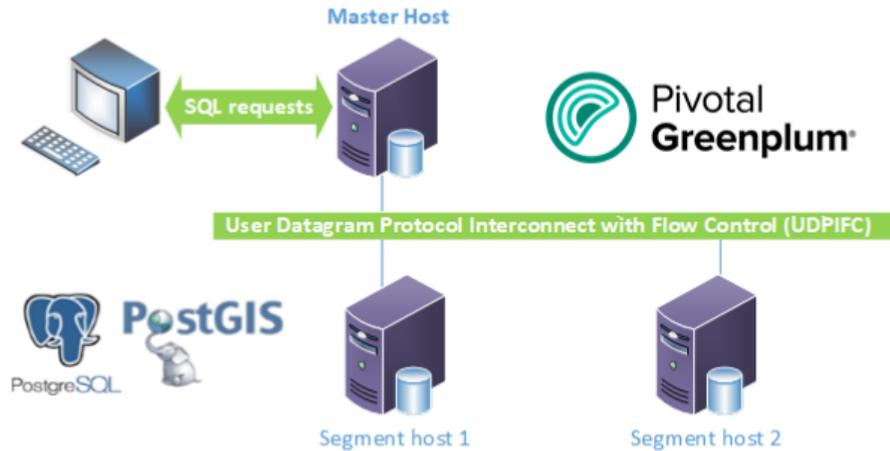 Master Host
SQL requests
Pivotal
Greenplum®
User Datagram Protocol Interconnect with Flow Control (UDPIFC)
PostgreSQL
PostGIS
Segment host 1
Segment host 2